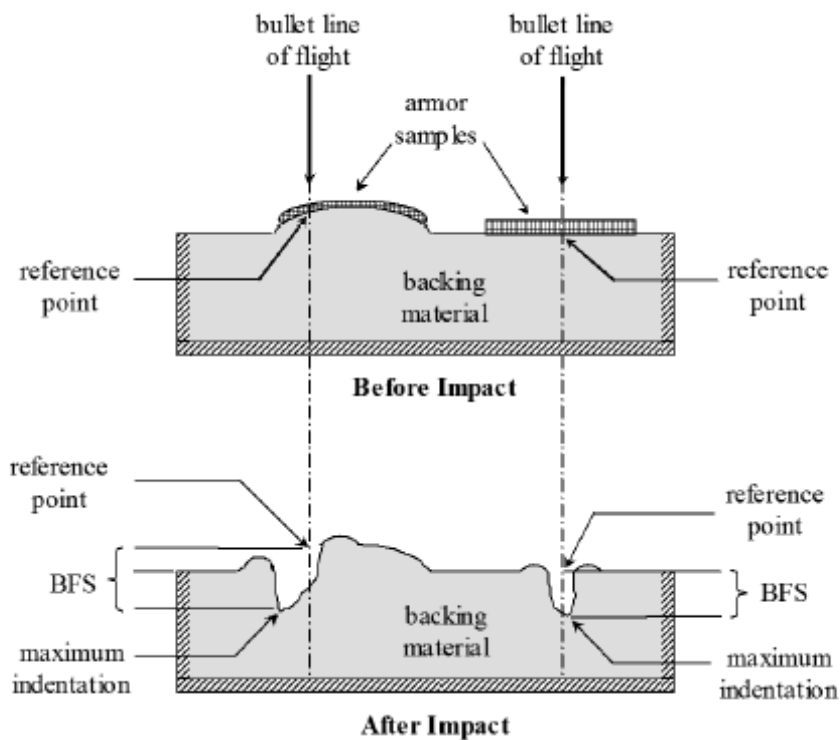 bullet line
of flight
bullet line
of flight
armor
samples
reference
point
backing
material
reference
point
Before Impact
reference
point
reference
point
BFS
BFS
backing
material
maximum
indentation
maximum
indentation
After Impact